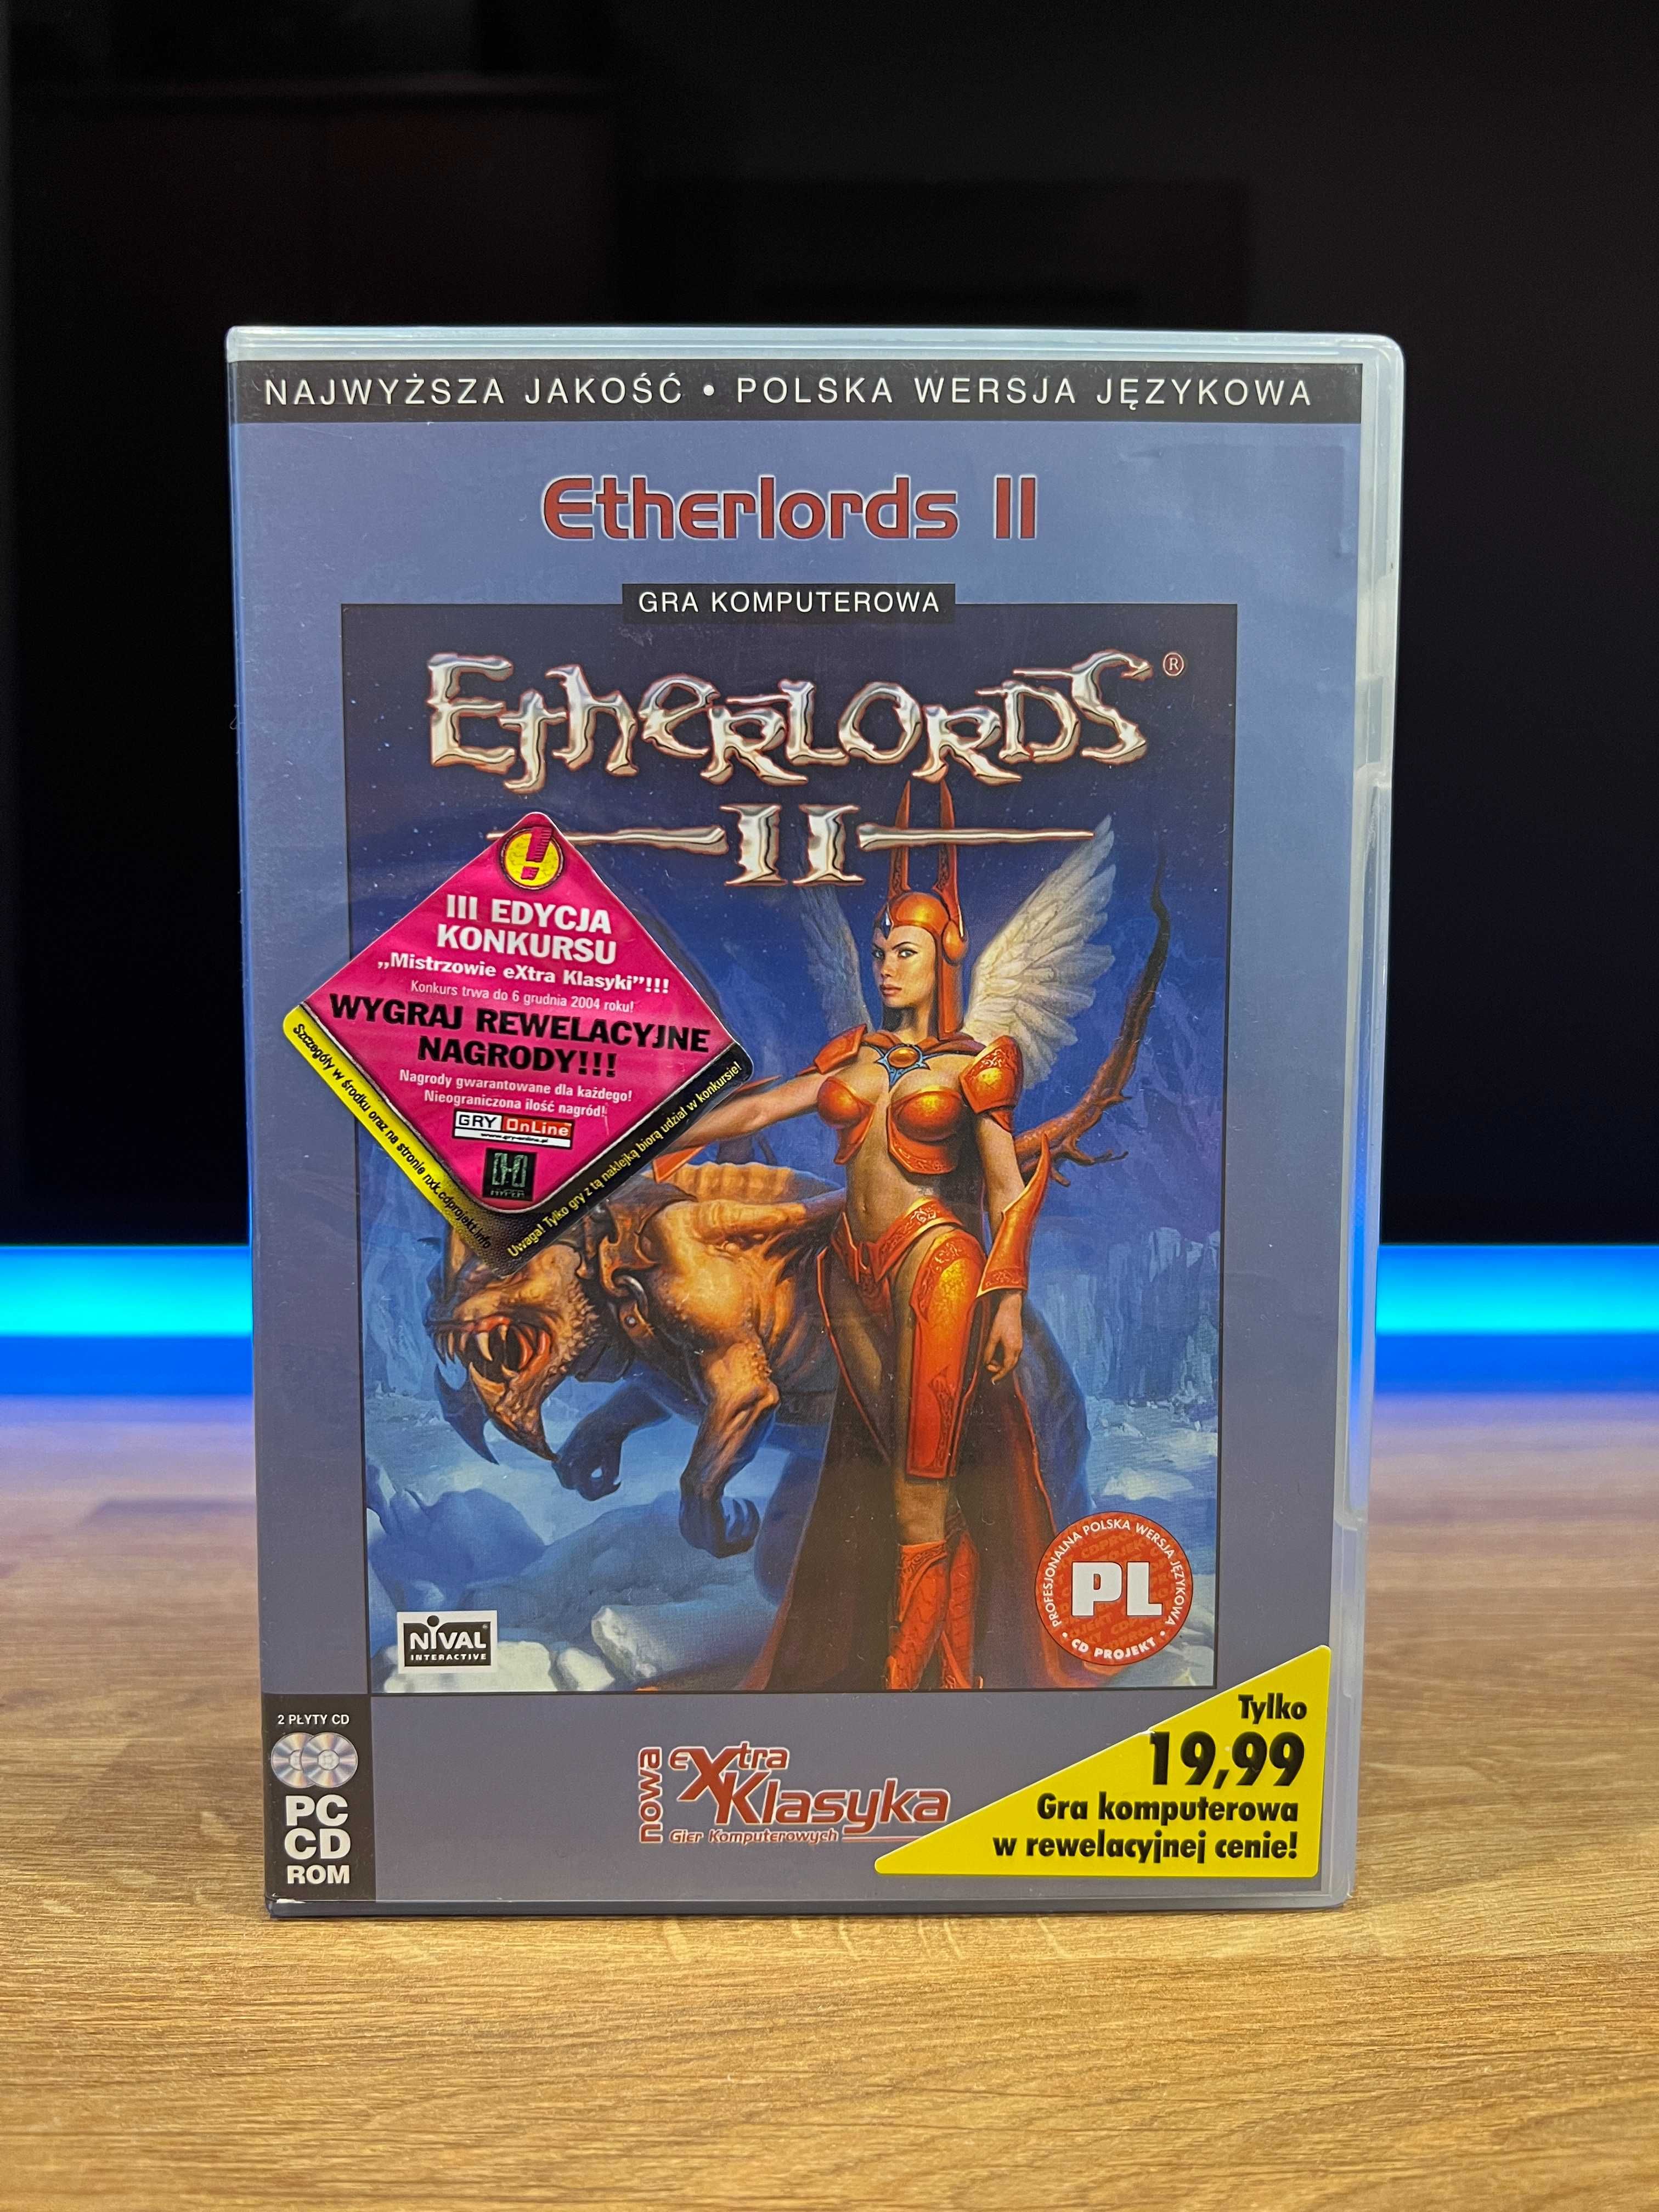 NAJWYŻSZA JAKOŚĆ • POLSKA WERSJA JĘZYKOWA
Etherlords II
GRA KOMPUTEROWA
EtherLords®
II
!
III EDYCJA
KONKURSU
„Mistrzowie eXtra Klasyki”!!!
Konkurs trwa do 6 grudnia 2004 roku!
WYGRAJ REWELACYJNE
NAGRODY!!!
Nagrody gwarantowane dla każdego!
Nieograniczona ilość nagród!
GRY OnLine
www.gry-online.pl
Szczegóły w środku oraz na stronie nxk.cdprojekt.info
Uwaga! Tylko gry z tą naklejką biorą udział w konkursie!
PROFESJONALNA POLSKA WERSJA JĘZYKOWA
PL
• CD PROJEKT •
NIVAL
INTERACTIVE
2 PŁYTY CD
PC
CD
ROM
nowa
eXtra
Klasyka
Gier Komputerowych
Tylko
19,99
Gra komputerowa
w rewelacyjnej cenie!